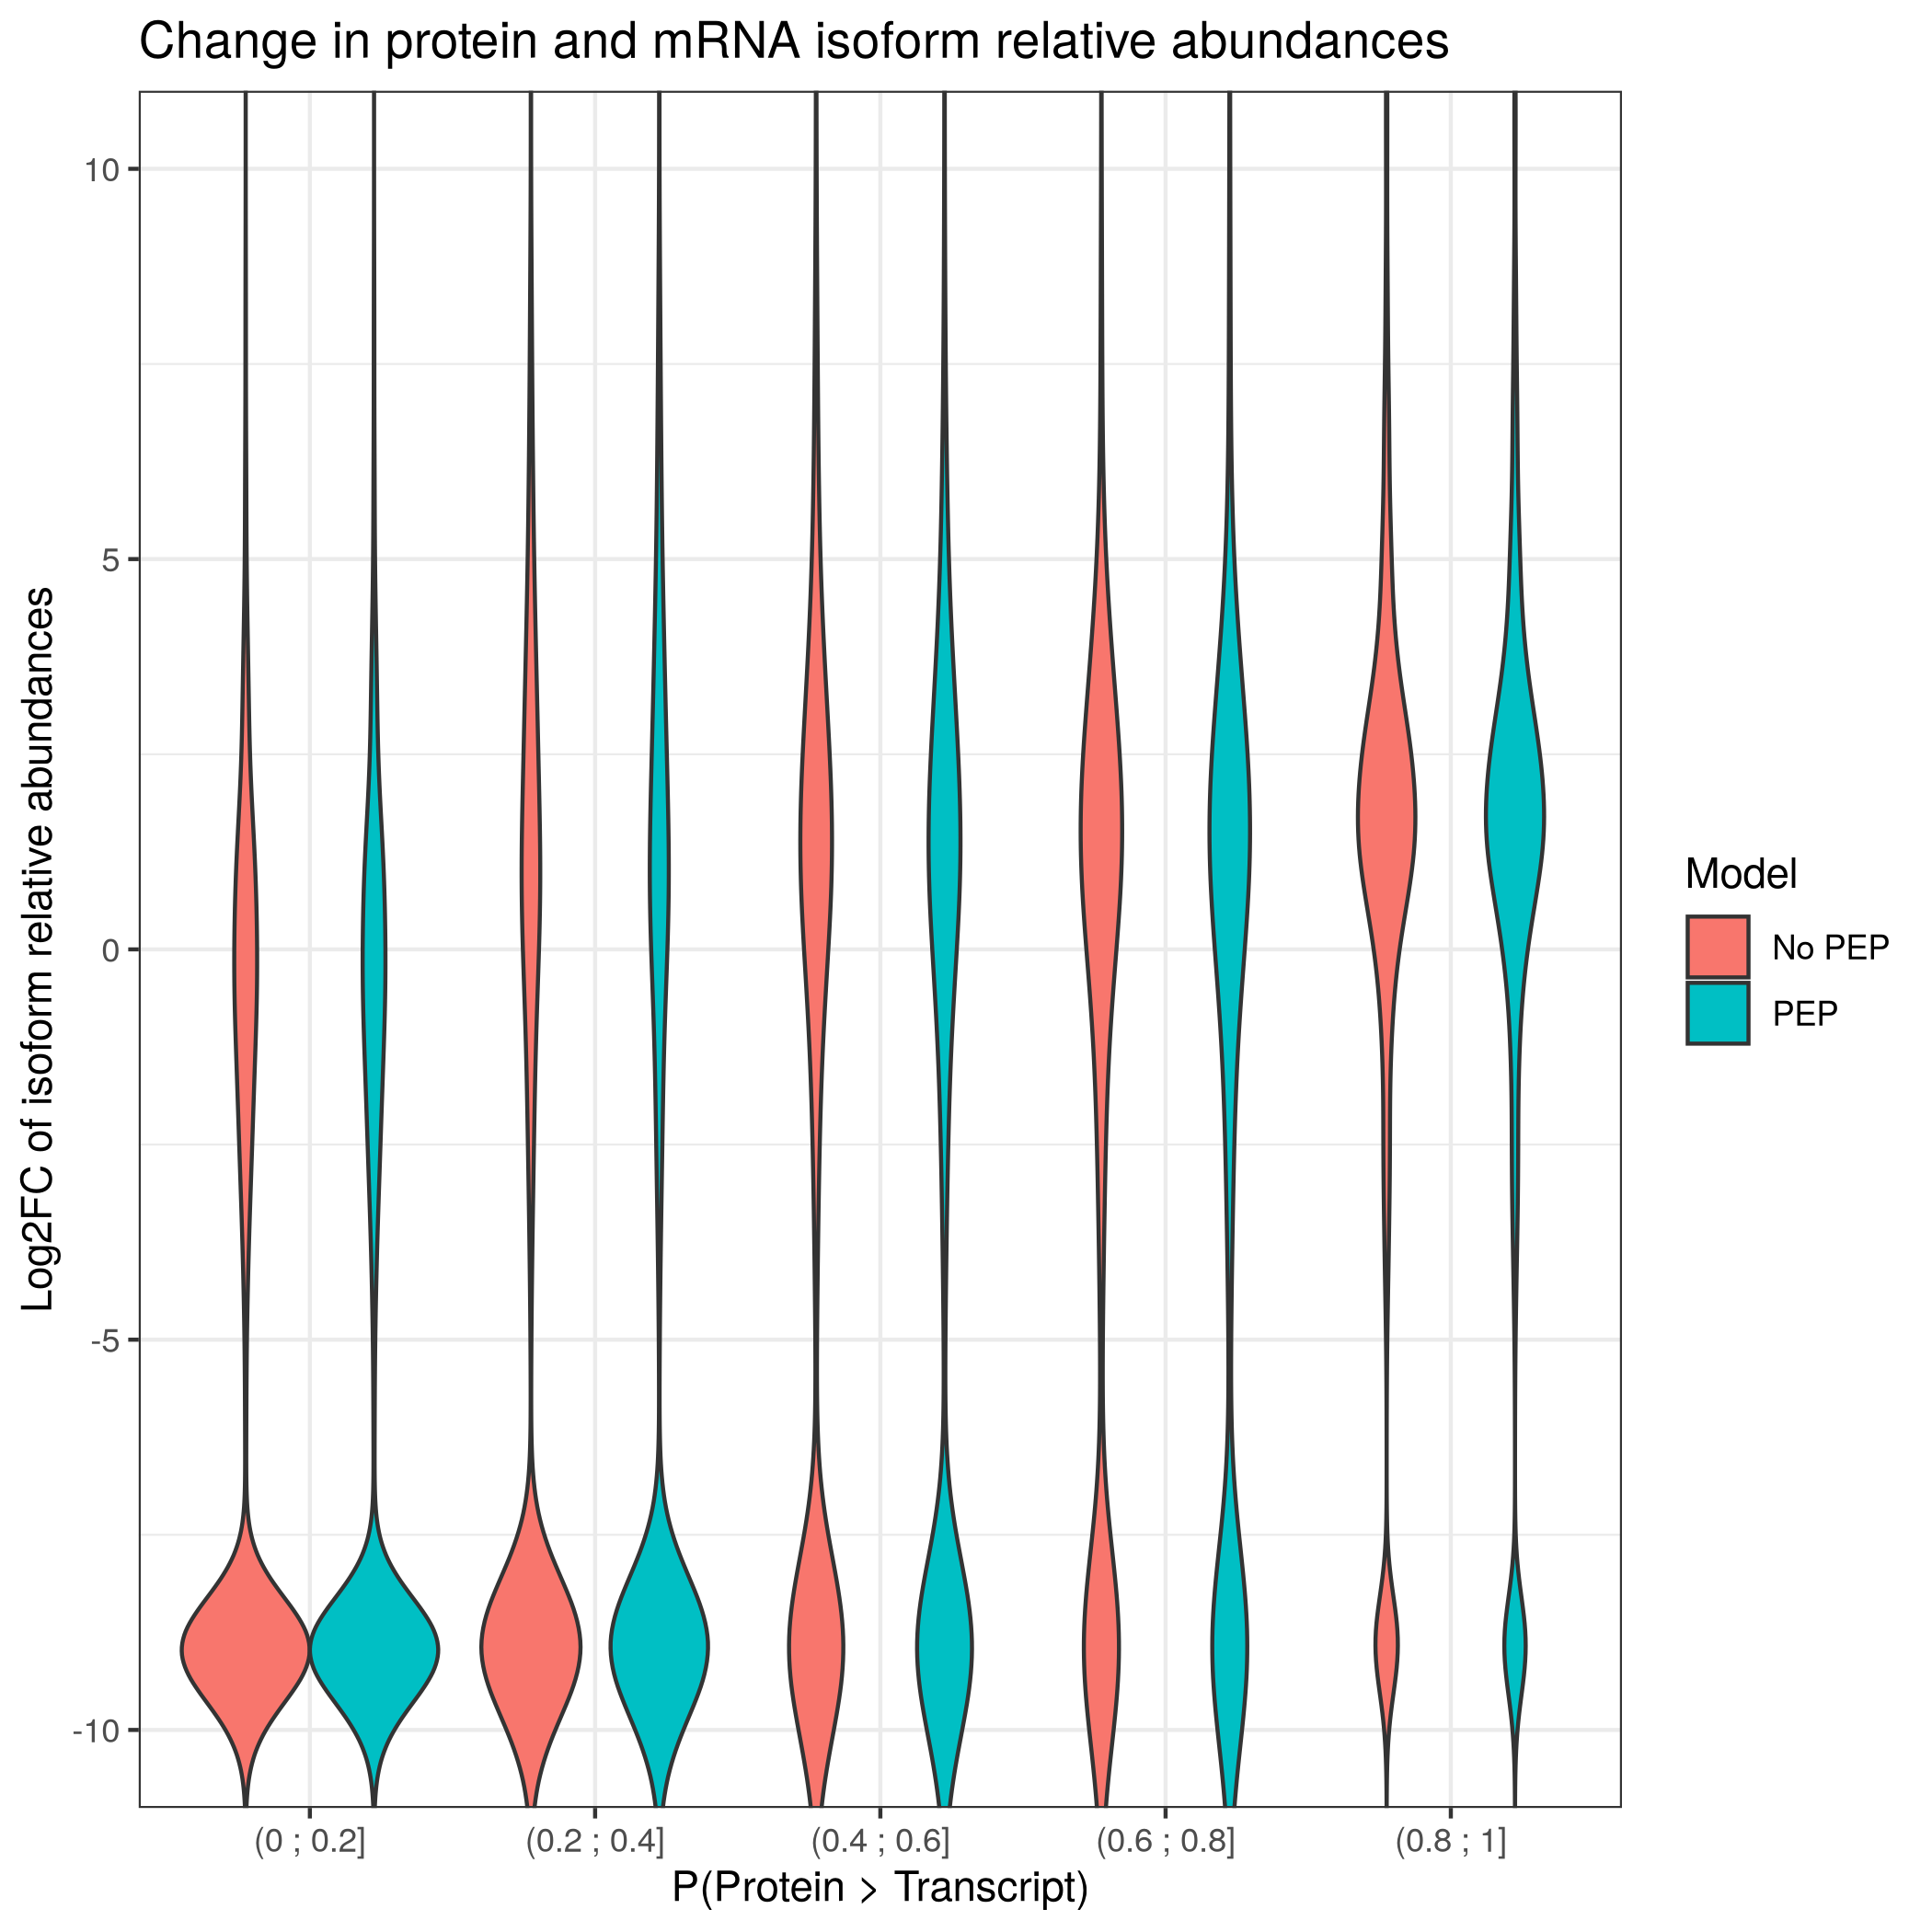 Change in protein and mRNA isoform relative abundances
Log2FC of isoform relative abundances
10
5
0
-5
-10
(0 ; 0.2]
(0.2 ; 0.4]
(0.4 ; 0.6]
(0.6 ; 0.8]
(0.8 ; 1]
P(Protein > Transcript)
Model
No PEP
PEP